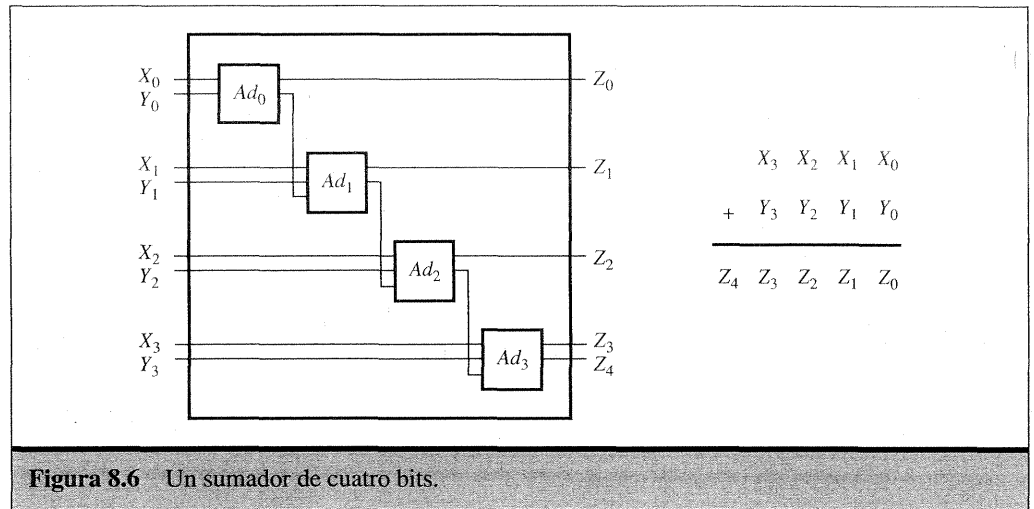 X₀
Y₀
Ad₀
Z₀
X₁
Y₁
Ad₁
Z₁
X₂
Y₂
Ad₂
Z₂
X₃
Y₃
Ad₃
Z₃
Z₄
X₃ X₂ X₁ X₀
+ Y₃ Y₂ Y₁ Y₀
Z₄ Z₃ Z₂ Z₁ Z₀
Figura 8.6 Un sumador de cuatro bits.